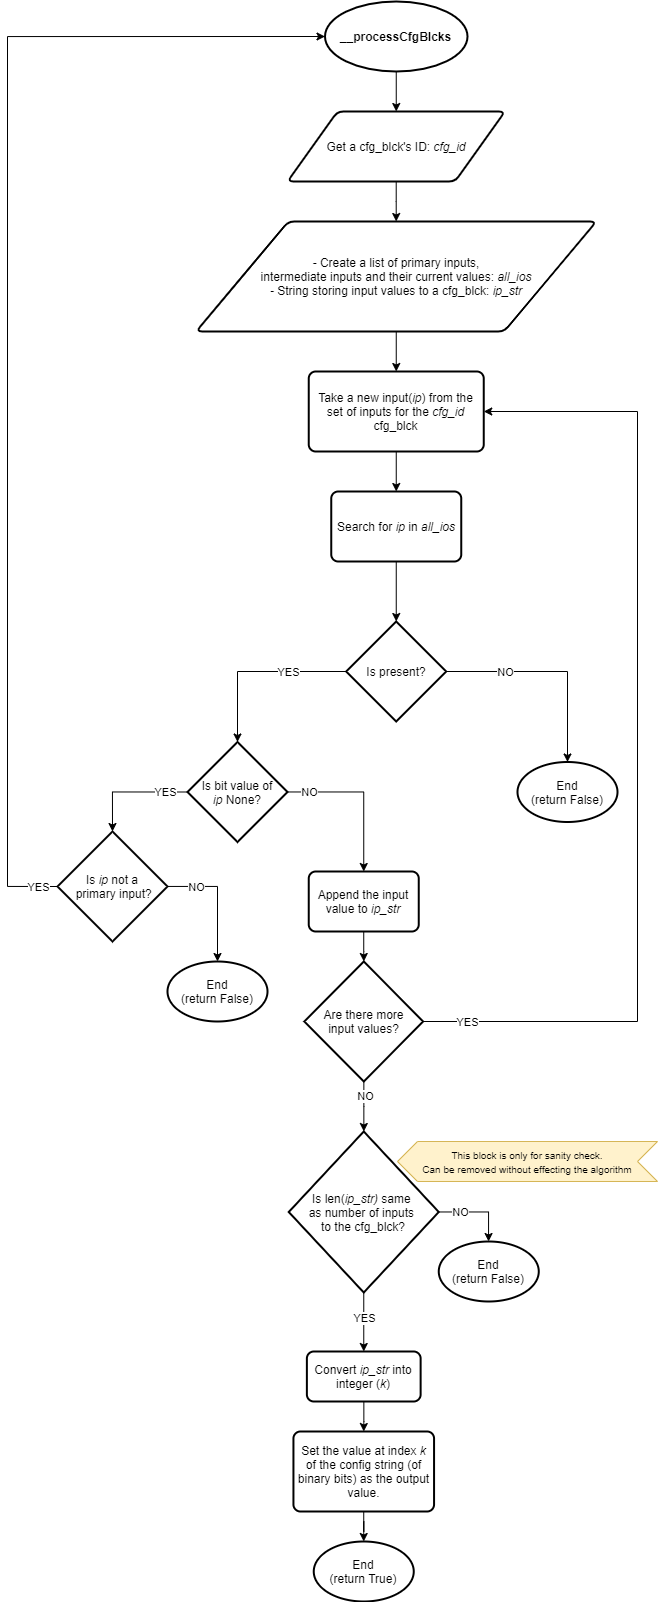 __processCfgBlcks
Get a cfg_blck's ID: cfg_id
- Create a list of primary inputs,
intermediate inputs and their current values: all_ios
- String storing input values to a cfg_blck: ip_str
Take a new input(ip) from the
set of inputs for the cfg_id
cfg_blck
Search for ip in all_ios
Is present?
YES
NO
Is bit value of
ip None?
YES
NO
End
(return False)
Is ip not a
primary input?
YES
NO
Append the input
value to ip_str
End
(return False)
Are there more
input values?
YES
NO
This block is only for sanity check.
Can be removed without effecting the algorithm
Is len(ip_str) same
as number of inputs
to the cfg_blck?
NO
End
(return False)
YES
Convert ip_str into
integer (k)
Set the value at index k
of the config string (of
binary bits) as the output
value.
End
(return True)